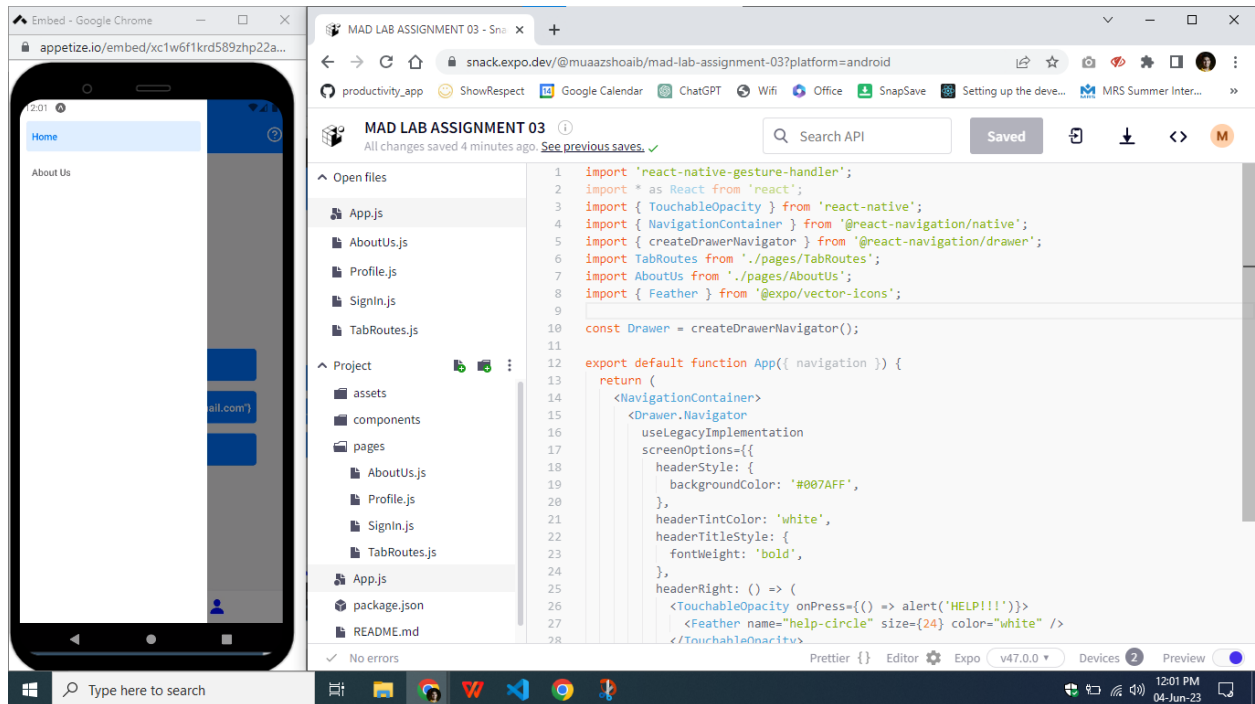 Embed - Google Chrome
appetize.io/embed/xc1w6f1krd589zhp22a...
12:01
Home
About Us
ail.com")
MAD LAB ASSIGNMENT 03 - Sna
snack.expo.dev/@muaazshoaib/mad-lab-assignment-03?platform=android
productivity_app ShowRespect Google Calendar ChatGPT Wifi Office SnapSave Setting up the deve... MRS Summer Inter... »
MAD LAB ASSIGNMENT 03
All changes saved 4 minutes ago. See previous saves.
Search API
Saved
M
Open files
App.js
AboutUs.js
Profile.js
SignIn.js
TabRoutes.js
Project
assets
components
pages
AboutUs.js
Profile.js
SignIn.js
TabRoutes.js
App.js
package.json
README.md
1 import 'react-native-gesture-handler';
2 import * as React from 'react';
3 import { TouchableOpacity } from 'react-native';
4 import { NavigationContainer } from '@react-navigation/native';
5 import { createDrawerNavigator } from '@react-navigation/drawer';
6 import TabRoutes from './pages/TabRoutes';
7 import AboutUs from './pages/AboutUs';
8 import { Feather } from '@expo/vector-icons';
9
10 const Drawer = createDrawerNavigator();
11
12 export default function App({ navigation }) {
13 return (
14 <NavigationContainer>
15 <Drawer.Navigator
16 useLegacyImplementation
17 screenOptions={{
18 headerStyle: {
19 backgroundColor: '#007AFF',
20 },
21 headerTintColor: 'white',
22 headerTitleStyle: {
23 fontWeight: 'bold',
24 },
25 headerRight: () => (
26 <TouchableOpacity onPress={() => alert('HELP!!!')}>
27 <Feather name="help-circle" size={24} color="white" />
28 </TouchableOpacity>
No errors
Prettier {} Editor Expo v47.0.0 Devices 2 Preview
Type here to search
12:01 PM
04-Jun-23